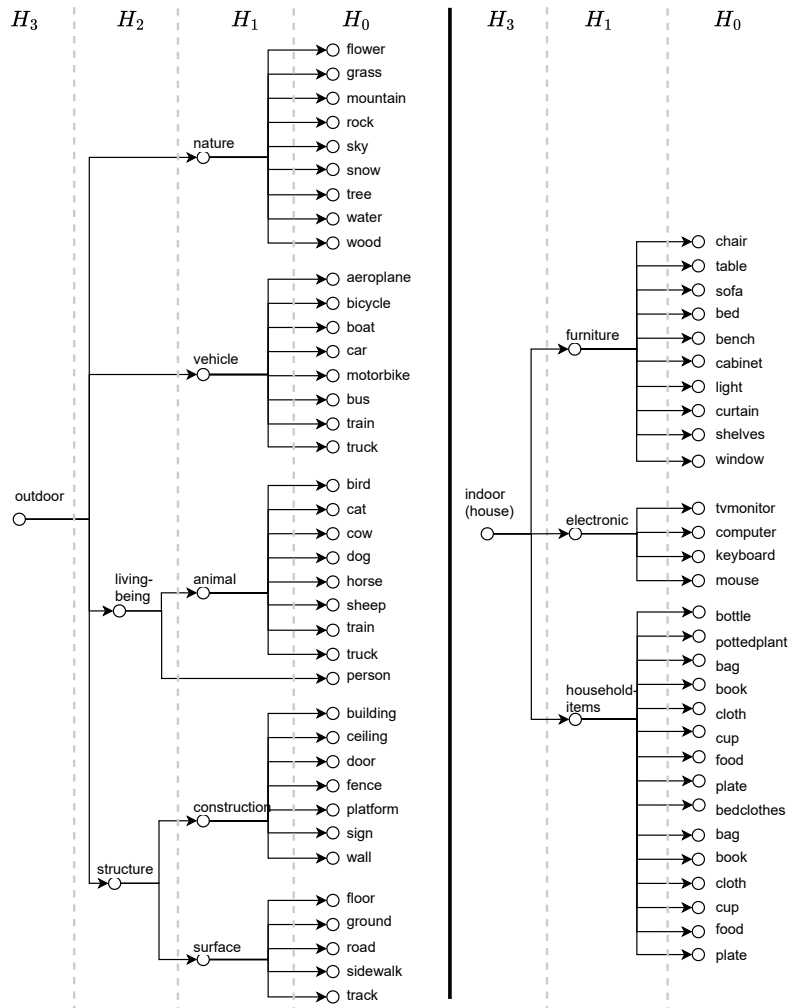 H3 H2 H1 H0
outdoor
nature
flower
grass
mountain
rock
sky
snow
tree
water
wood
vehicle
aeroplane
bicycle
boat
car
motorbike
bus
train
truck
living-
being
animal
bird
cat
cow
dog
horse
sheep
train
truck
person
structure
construction
building
ceiling
door
fence
platform
sign
wall
surface
floor
ground
road
sidewalk
track
H3 H1 H0
indoor
(house)
furniture
chair
table
sofa
bed
bench
cabinet
light
curtain
shelves
window
electronic
tvmonitor
computer
keyboard
mouse
household-
items
bottle
pottedplant
bag
book
cloth
cup
food
plate
bedclothes
bag
book
cloth
cup
food
plate